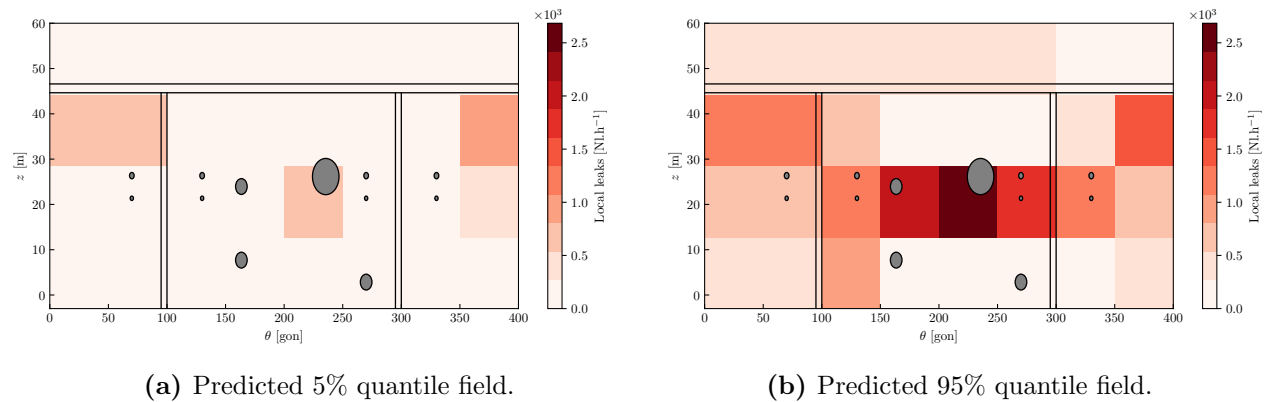 ×10³
60
50
40
30
20
10
0
z [m]
0 50 100 150 200 250 300 350 400
θ [gon]
2.5
2.0
1.5
1.0
0.5
0.0
Local leaks [Nl.h⁻¹]
(a) Predicted 5% quantile field.
×10³
60
50
40
30
20
10
0
z [m]
0 50 100 150 200 250 300 350 400
θ [gon]
2.5
2.0
1.5
1.0
0.5
0.0
Local leaks [Nl.h⁻¹]
(b) Predicted 95% quantile field.